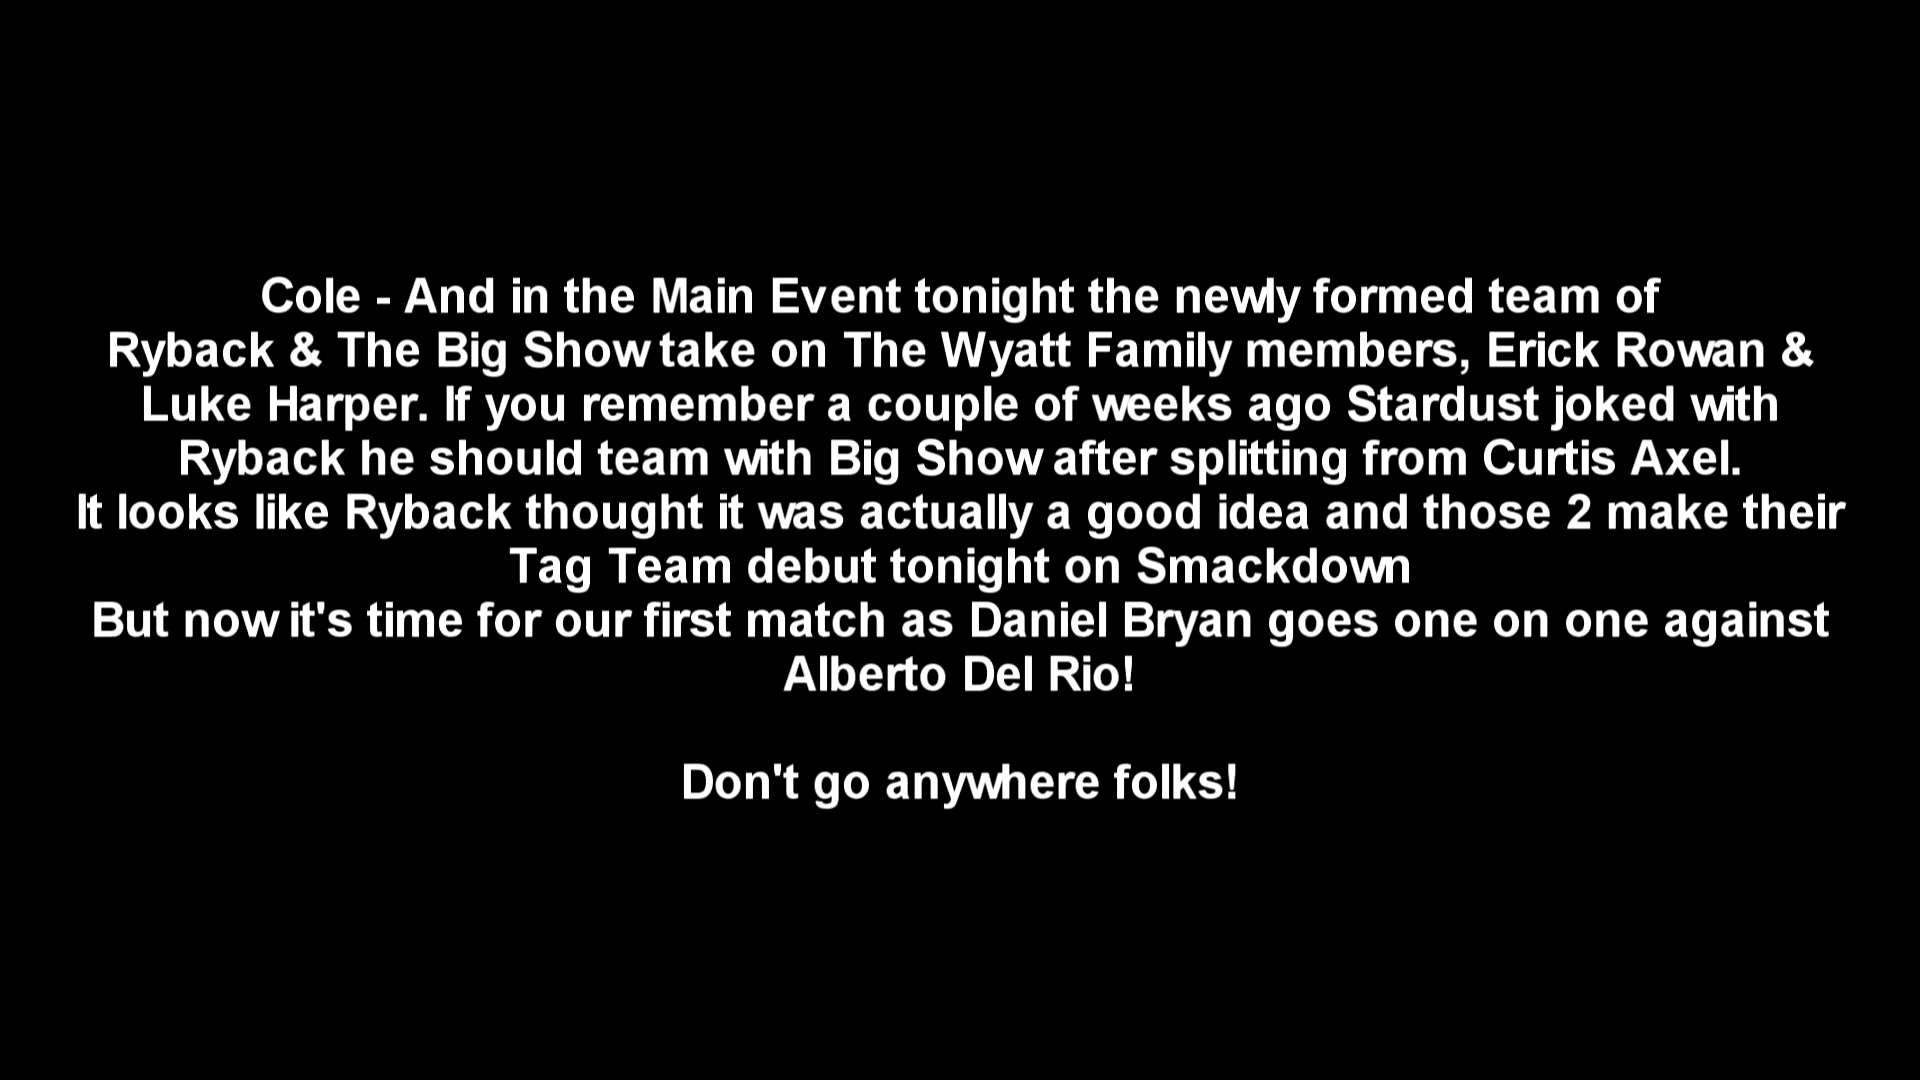 Cole - And in the Main Event tonight the newly formed team of
Ryback & The Big Show take on The Wyatt Family members, Erick Rowan &
Luke Harper. If you remember a couple of weeks ago Stardust joked with
Ryback he should team with Big Show after splitting from Curtis Axel.
It looks like Ryback thought it was actually a good idea and those 2 make their
Tag Team debut tonight on Smackdown
But now it's time for our first match as Daniel Bryan goes one on one against
Alberto Del Rio!
Don't go anywhere folks!